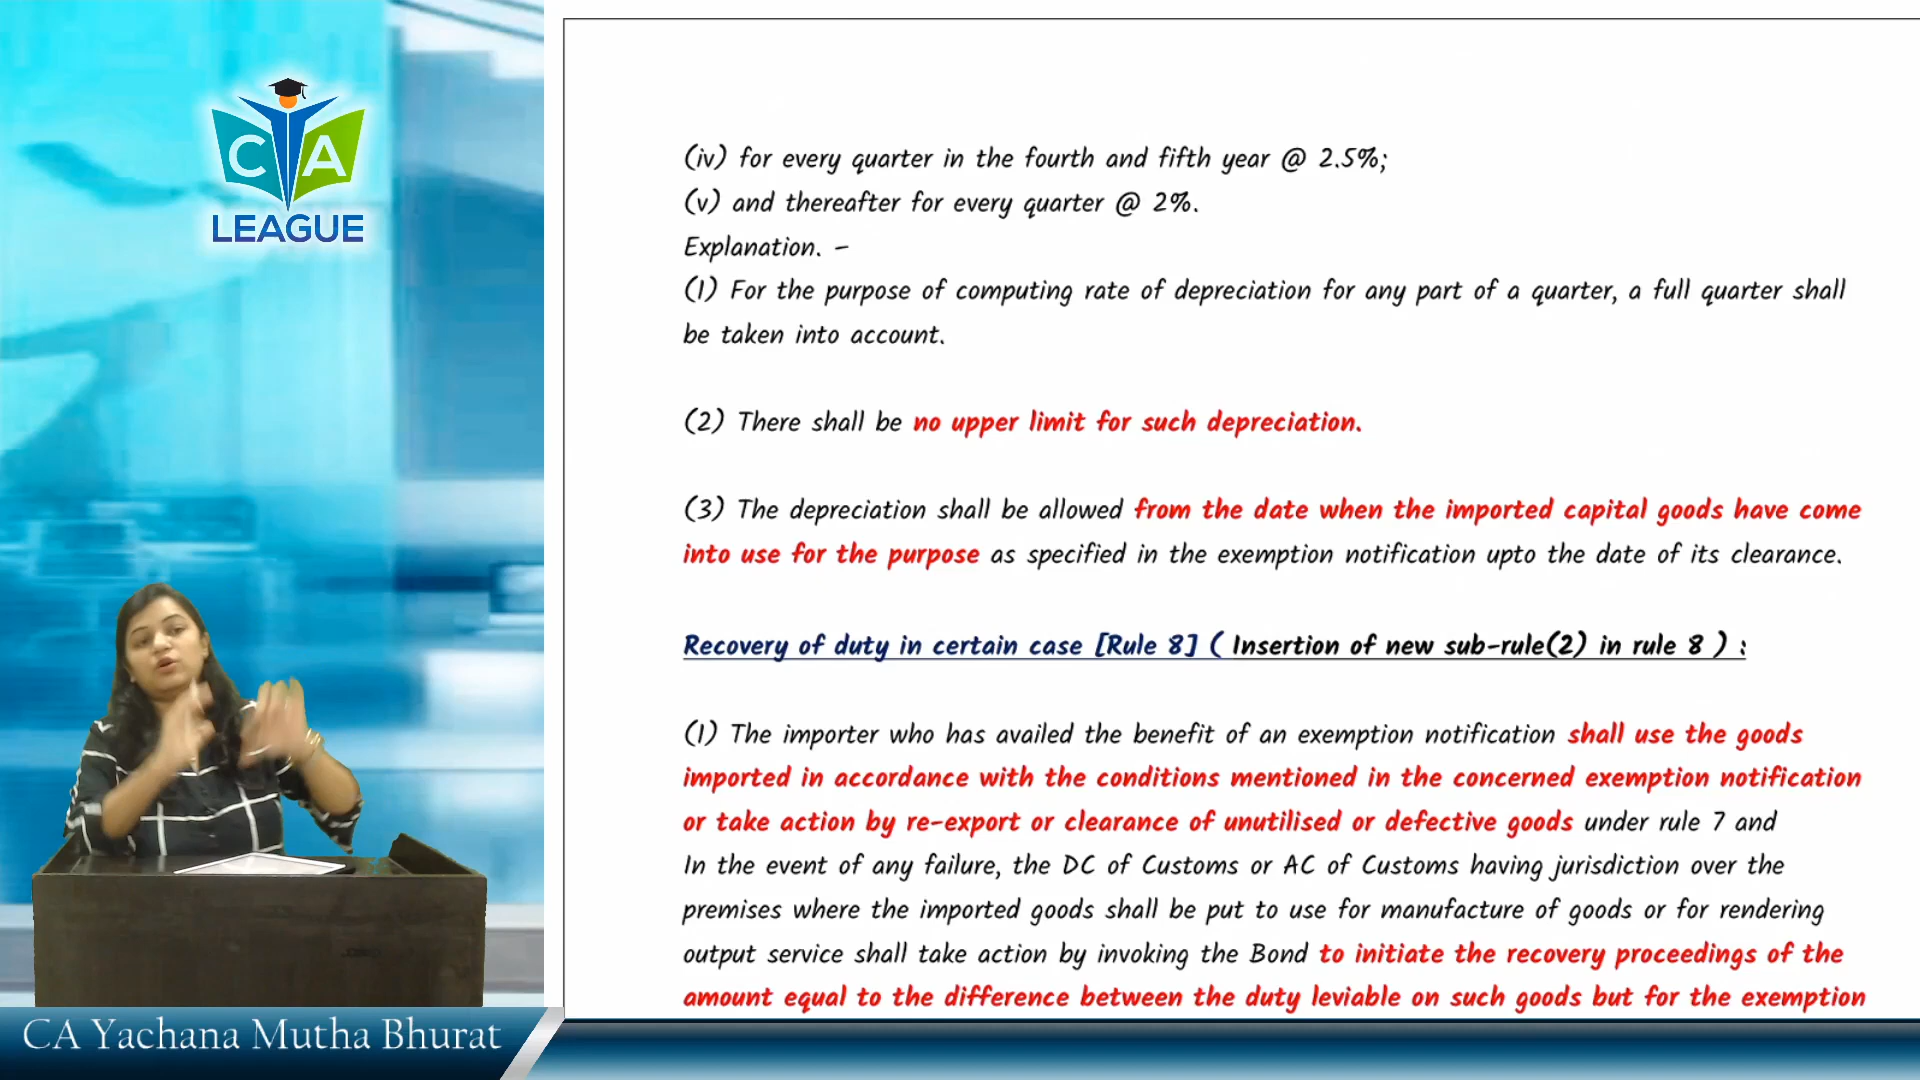 C A
LEAGUE
(iv) for every quarter in the fourth and fifth year @ 2.5%;
(v) and thereafter for every quarter @ 2%.
Explanation. –
(1) For the purpose of computing rate of depreciation for any part of a quarter, a full quarter shall
be taken into account.
(2) There shall be no upper limit for such depreciation.
(3) The depreciation shall be allowed from the date when the imported capital goods have come
into use for the purpose as specified in the exemption notification upto the date of its clearance.
Recovery of duty in certain case [Rule 8] ( Insertion of new sub-rule(2) in rule 8 ) :
(1) The importer who has availed the benefit of an exemption notification shall use the goods
imported in accordance with the conditions mentioned in the concerned exemption notification
or take action by re-export or clearance of unutilised or defective goods under rule 7 and
In the event of any failure, the DC of Customs or AC of Customs having jurisdiction over the
premises where the imported goods shall be put to use for manufacture of goods or for rendering
output service shall take action by invoking the Bond to initiate the recovery proceedings of the
amount equal to the difference between the duty leviable on such goods but for the exemption
CA Yachana Mutha Bhurat